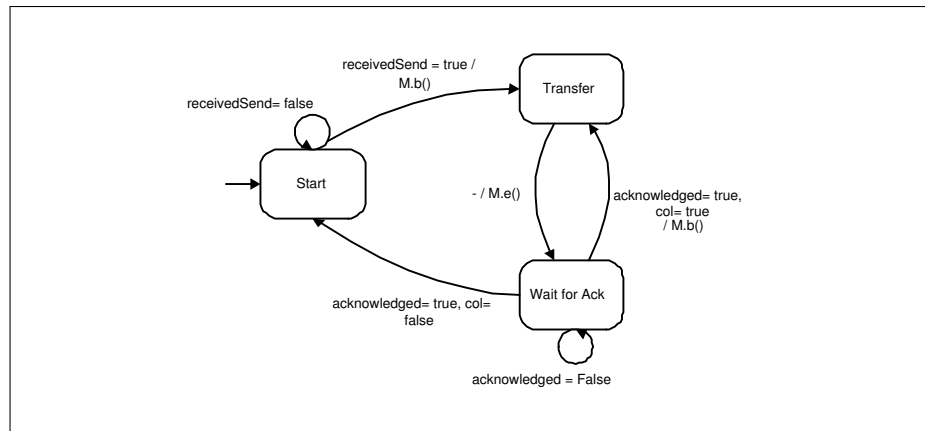 receivedSend = true /
M.b()
Transfer
receivedSend= false
Start
- / M.e()
acknowledged= true,
col= true
/ M.b()
Wait for Ack
acknowledged= true, col=
false
acknowledged = False